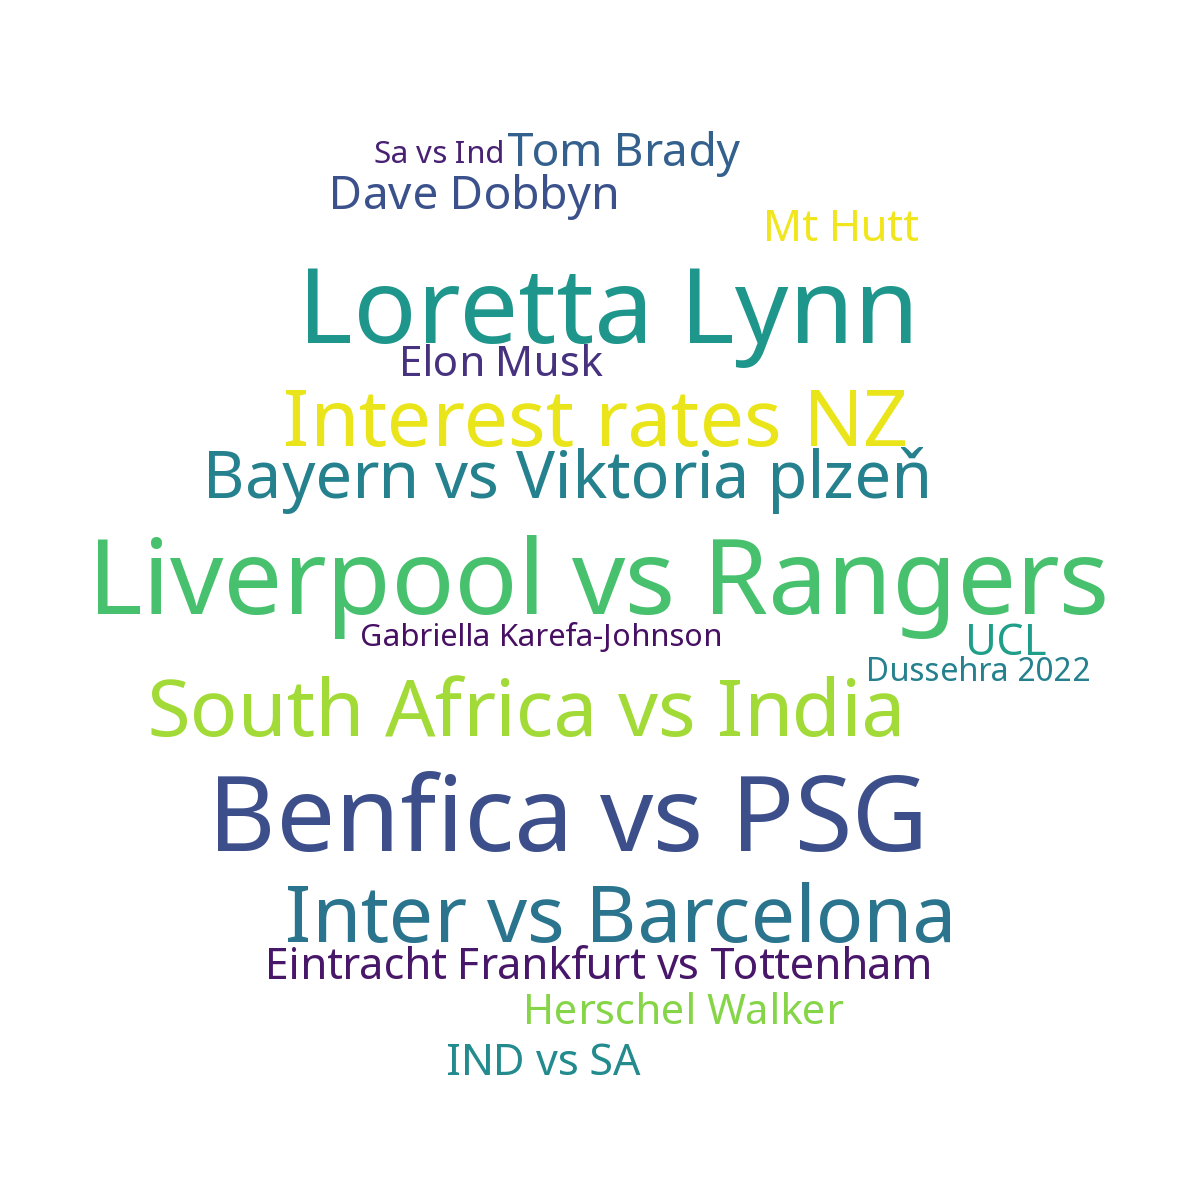 Sa vs Ind
Tom Brady
Dave Dobbyn
Mt Hutt
Loretta Lynn
Elon Musk
Interest rates NZ
Bayern vs Viktoria plzeň
Liverpool vs Rangers
Gabriella Karefa-Johnson
UCL
Dussehra 2022
South Africa vs India
Benfica vs PSG
Inter vs Barcelona
Eintracht Frankfurt vs Tottenham
Herschel Walker
IND vs SA